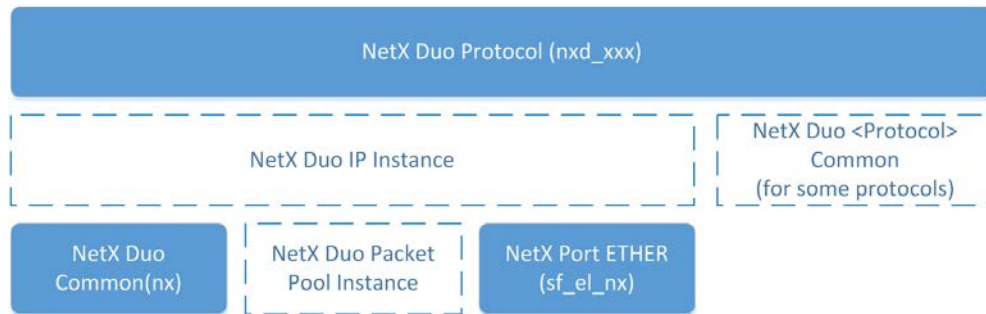 NetX Duo Protocol (nxd_xxx)
NetX Duo IP Instance
NetX Duo <Protocol>
Common
(for some protocols)
NetX Duo
Common(nx)
NetX Duo Packet
Pool Instance
NetX Port ETHER
(sf_el_nx)